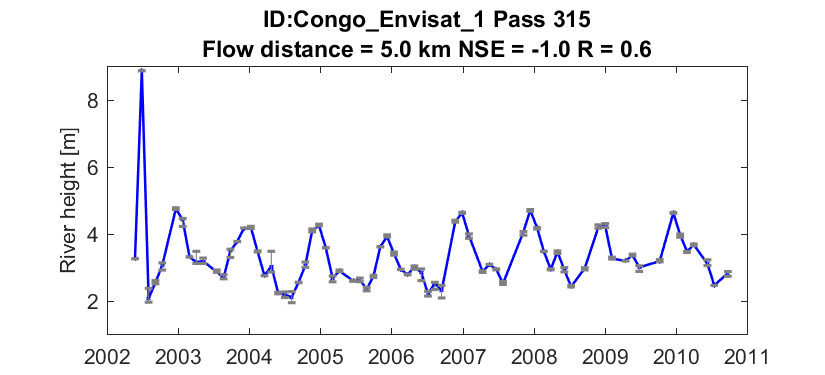 ID:Congo_Envisat_1 Pass 315
Flow distance = 5.0 km NSE = -1.0 R = 0.6
River height [m]
8
6
4
2
2002 2003 2004 2005 2006 2007 2008 2009 2010 2011